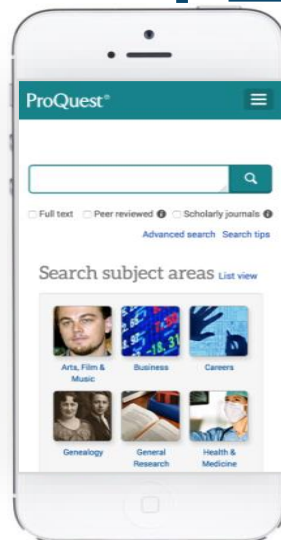 ProQuest®
Full text Peer reviewed Scholarly journals
Advanced search Search tips
Search subject areas List view
Arts, Film & Music
Business
Careers
Genealogy
General Research
Health & Medicine